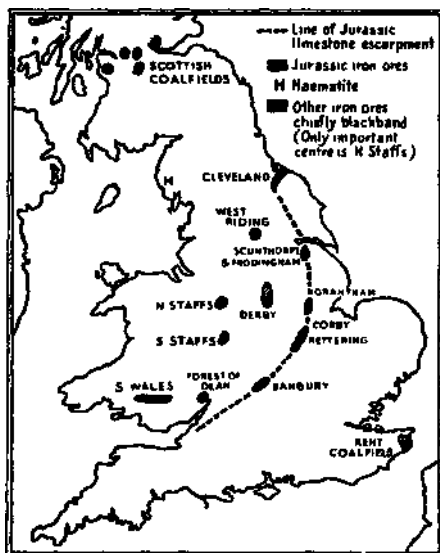 Line of Jurassic
limestone escarpment
Jurassic iron ores
H Haematite
Other iron ores
chiefly blackband
(Only important
centre is N Staffs)
SCOTTISH
COALFIELDS
CLEVELAND
H
H
WEST
RIDING
SCUNTHORPE
& FRODINGHAM
GRANTHAM
N STAFFS
DERBY
CORBY
KETTERING
S STAFFS
S WALES
FOREST OF
DEAN
BANBURY
KENT
COALFIELD